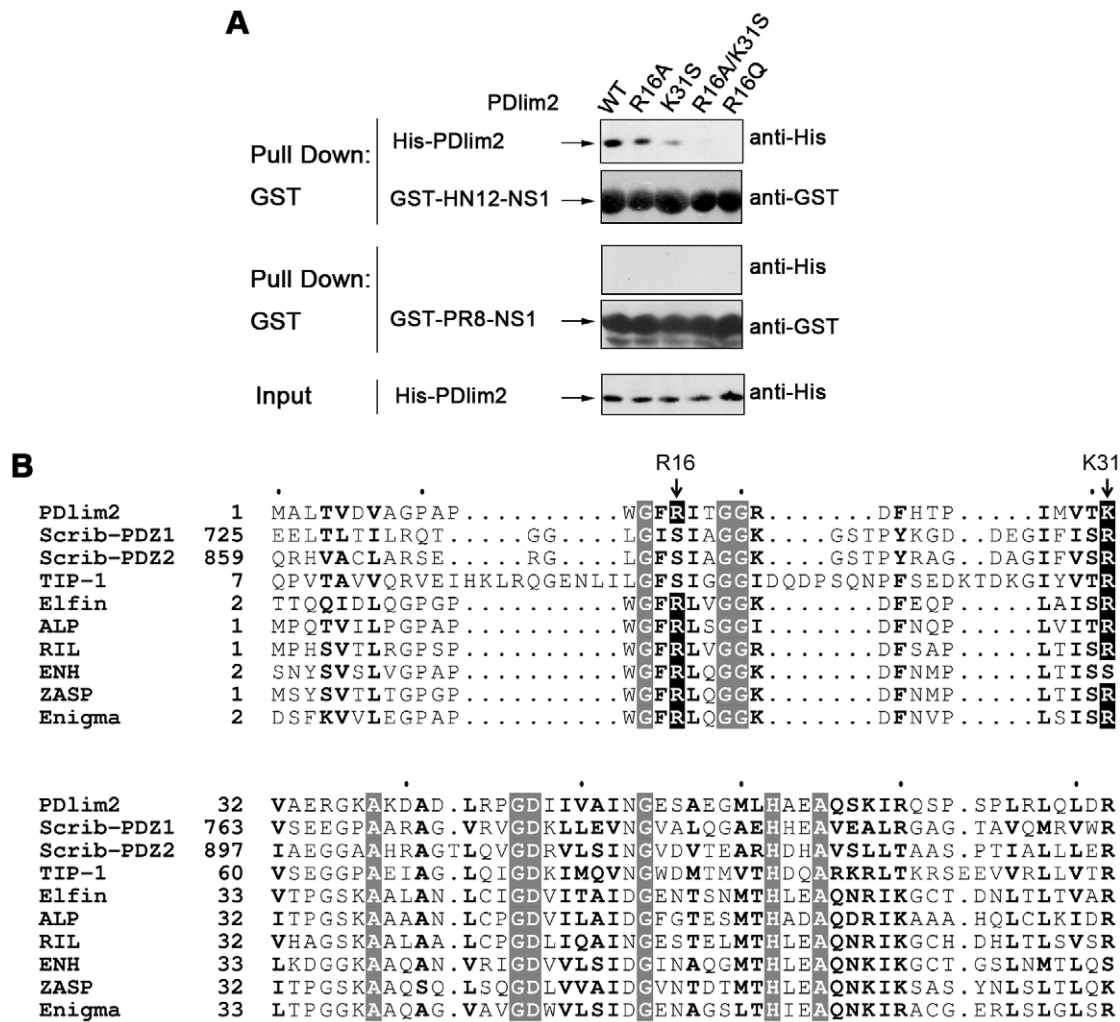 A
PDlim2 WT R16A K31S R16A/K31S R16Q
Pull Down: GST
His-PDlim2 anti-His
GST-HN12-NS1 anti-GST
Pull Down: GST
anti-His
GST-PR8-NS1 anti-GST
Input His-PDlim2 anti-His
B
R16 K31
PDlim2 1 MALTVDVAGPAP..........WGFRITGGR.......DFHTP.....IMVTK
Scrib-PDZ1 725 EELTLTILRQT.....GG....LGISIAGGK....GSTPYKGD..DEGIFISR
Scrib-PDZ2 859 QRHVACLARSE.....RG....LGFSIAGGK....GSTPYRAG..DAGIFVSR
TIP-1 7 QPVTAVVQRVEIHKLRQGENLILGFSIGGGIDQDPSQNPFSEDKTDKGIYVTR
Elfin 2 TTQQIDLQGPGP..........WGFRLVGGK.......DFEQP.....LAISR
ALP 1 MPQTVILPGPAP..........WGFRLSGGI.......DFNQP.....LVITR
RIL 1 MPHSVTLRGPSP..........WGFRLVGGR.......DFSAP.....LTISR
ENH 2 SNYSVSLVGPAP..........WGFRLQGGK.......DFNMP.....LTISS
ZASP 1 MSYSVTLTGPGP..........WGFRLQGGK.......DFNMP.....LTISR
Enigma 2 DSFKVVLEGPAP..........WGFRLQGGK.......DFNVP.....LSISR
PDlim2 32 VAERGKAKDAD.LRPGDIIVAINGESAEGMLHAEAQSKIRQSP.SPLRLQLDR
Scrib-PDZ1 763 VSEEGPAARAG.VRVGDKLLEVNGVALQGAEHHEAVEALRGAG.TAVQMRVWR
Scrib-PDZ2 897 IAEGGAAHRAGTLQVGDRVLSINGVDVTEARHDHAVSLLTAAS.PTIALLLER
TIP-1 60 VSEGGPAEIAG.LQIGDKIMQVNGWDMTMVTHDQARKRLTKRSEEVVRLLVTR
Elfin 33 VTPGSKAALAN.LCIGDVITAIDGENTSNMTHLEAQNRIKGCT.DNLTLTVAR
ALP 32 ITPGSKAAAAN.LCPGDVILAIDGFGTESMTHADAQDRIKAAA.HQLCLKIDR
RIL 32 VHAGSKAALAA.LCPGDLIQAINGESTELMTHLEAQNRIKGCH.DHLTLSVSR
ENH 33 LKDGGKAAQAN.VRIGDVVLSIDGINAQGMTHLEAQNKIKGCT.GSLNMTLQS
ZASP 32 ITPGSKAAQSQ.LSQGDLVVAIDGVNTDTMTHLEAQNKIKSAS.YNLSLTLQK
Enigma 33 LTPGGKAAQAG.VAVGDWVLSIDGENAGSLTHIEAQNKIRACG.ERLSLGLSR